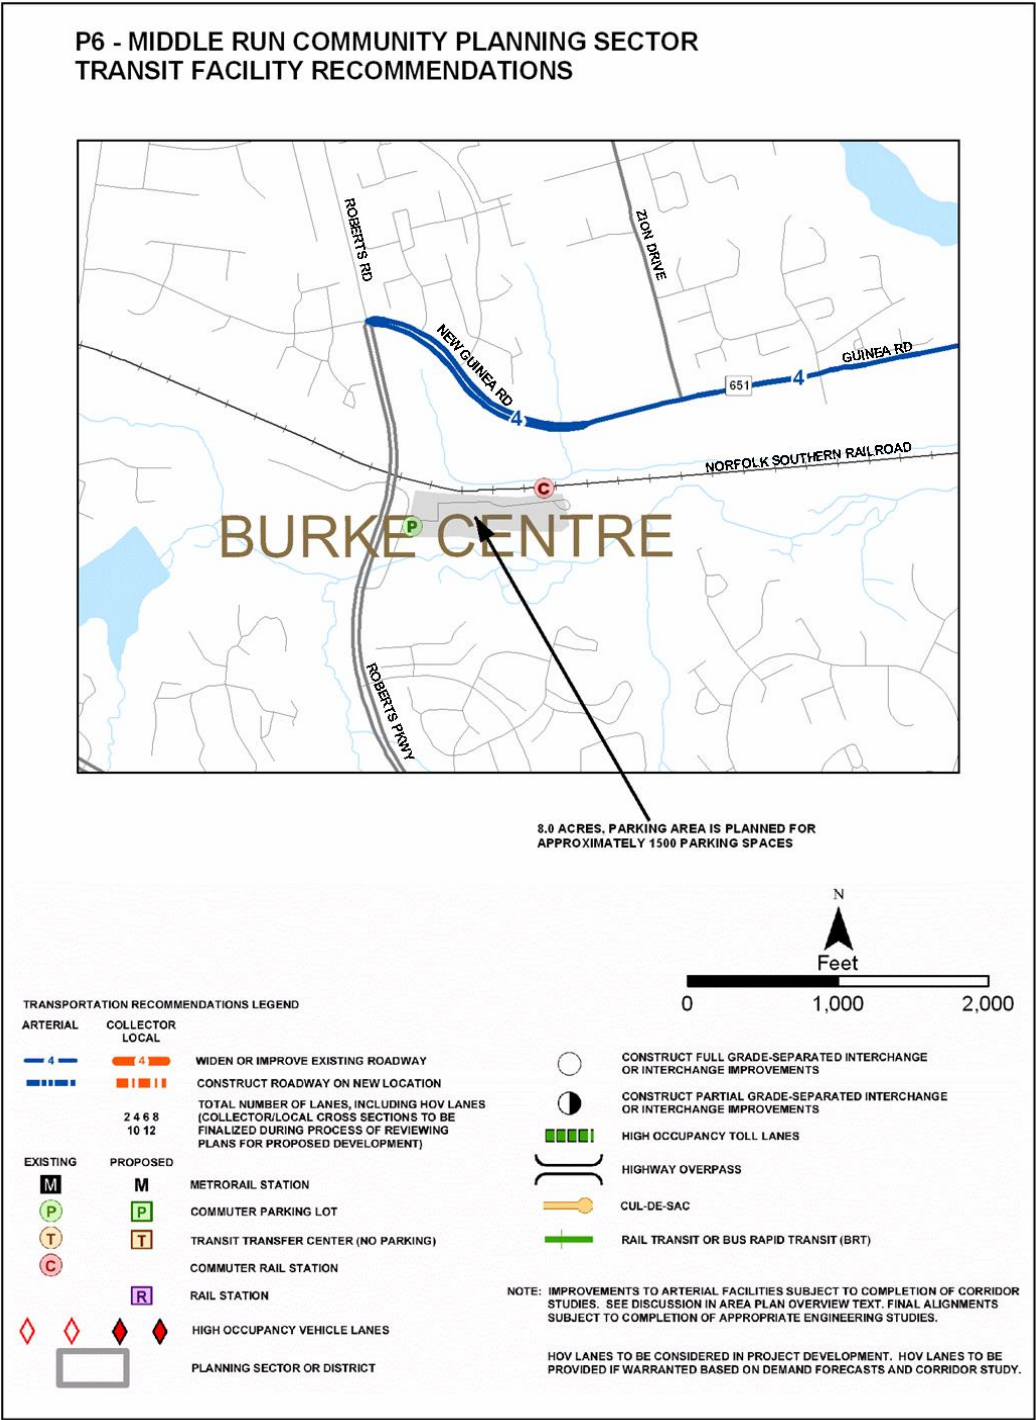 P6 - MIDDLE RUN COMMUNITY PLANNING SECTOR
TRANSIT FACILITY RECOMMENDATIONS
ROBERTS RD
ZION DRIVE
NEW GUINEA RD
4
GUINEA RD
651
4
NORFOLK SOUTHERN RAILROAD
C
P
BURKE CENTRE
ROBERTS PKWY
8.0 ACRES, PARKING AREA IS PLANNED FOR
APPROXIMATELY 1500 PARKING SPACES
N
Feet
0 1,000 2,000
TRANSPORTATION RECOMMENDATIONS LEGEND
ARTERIAL
COLLECTOR
LOCAL
4 4 WIDEN OR IMPROVE EXISTING ROADWAY
CONSTRUCT ROADWAY ON NEW LOCATION
2 4 6 8
10 12
TOTAL NUMBER OF LANES, INCLUDING HOV LANES
(COLLECTOR/LOCAL CROSS SECTIONS TO BE
FINALIZED DURING PROCESS OF REVIEWING
PLANS FOR PROPOSED DEVELOPMENT)
EXISTING PROPOSED
M M METRORAIL STATION
P P COMMUTER PARKING LOT
T T TRANSIT TRANSFER CENTER (NO PARKING)
C COMMUTER RAIL STATION
R RAIL STATION
HIGH OCCUPANCY VEHICLE LANES
PLANNING SECTOR OR DISTRICT
CONSTRUCT FULL GRADE-SEPARATED INTERCHANGE
OR INTERCHANGE IMPROVEMENTS
CONSTRUCT PARTIAL GRADE-SEPARATED INTERCHANGE
OR INTERCHANGE IMPROVEMENTS
HIGH OCCUPANCY TOLL LANES
HIGHWAY OVERPASS
CUL-DE-SAC
RAIL TRANSIT OR BUS RAPID TRANSIT (BRT)
NOTE: IMPROVEMENTS TO ARTERIAL FACILITIES SUBJECT TO COMPLETION OF CORRIDOR
STUDIES. SEE DISCUSSION IN AREA PLAN OVERVIEW TEXT. FINAL ALIGNMENTS
SUBJECT TO COMPLETION OF APPROPRIATE ENGINEERING STUDIES.
HOV LANES TO BE CONSIDERED IN PROJECT DEVELOPMENT. HOV LANES TO BE
PROVIDED IF WARRANTED BASED ON DEMAND FORECASTS AND CORRIDOR STUDY.